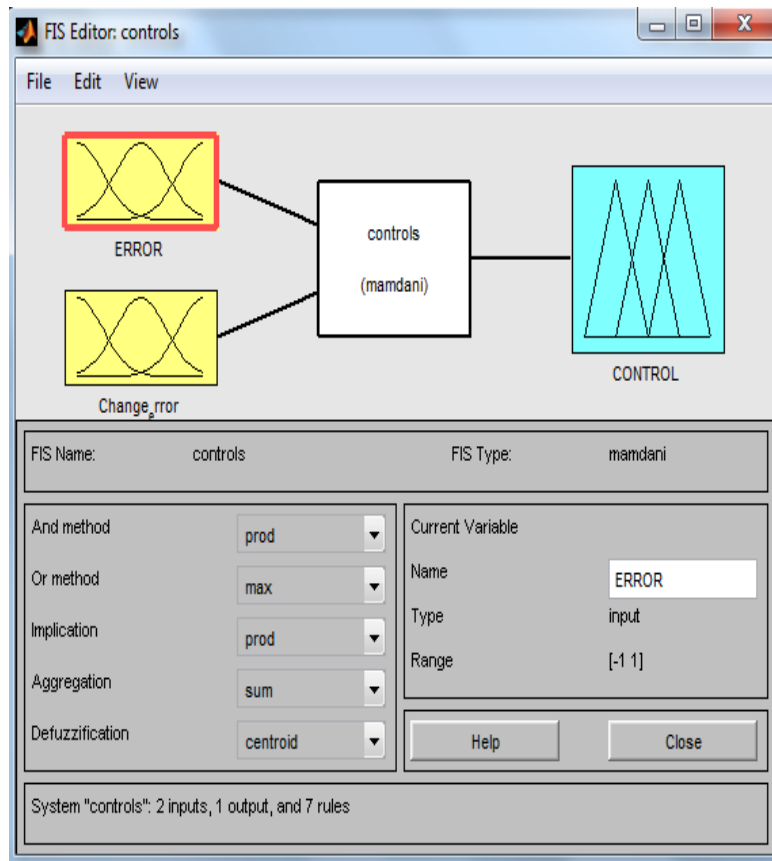 FIS Editor: controls
File Edit View
ERROR
controls
(mamdani)
Changeₑrror
CONTROL
FIS Name: controls FIS Type: mamdani
And method prod
Or method max
Implication prod
Aggregation sum
Defuzzification centroid
Current Variable
Name ERROR
Type input
Range [-1 1]
Help Close
System "controls": 2 inputs, 1 output, and 7 rules